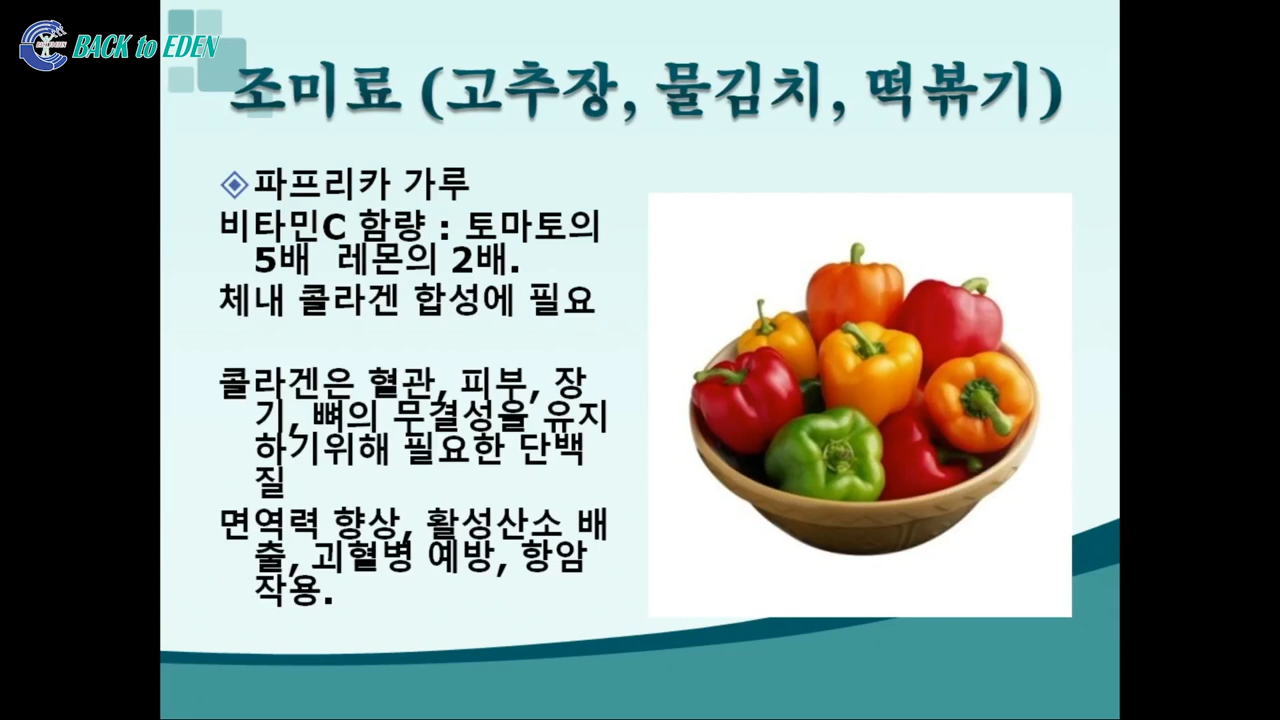 BACK to EDEN
조미료 (고추장, 물김치, 떡볶기)
파프리카 가루
비타민C 함량 : 토마토의
5배 레몬의 2배.
체내 콜라겐 합성에 필요
콜라겐은 혈관, 피부, 장
기, 뼈의 무결성을 유지
하기위해 필요한 단백
질
면역력 향상, 활성산소 배
출, 괴혈병 예방, 항암
작용.